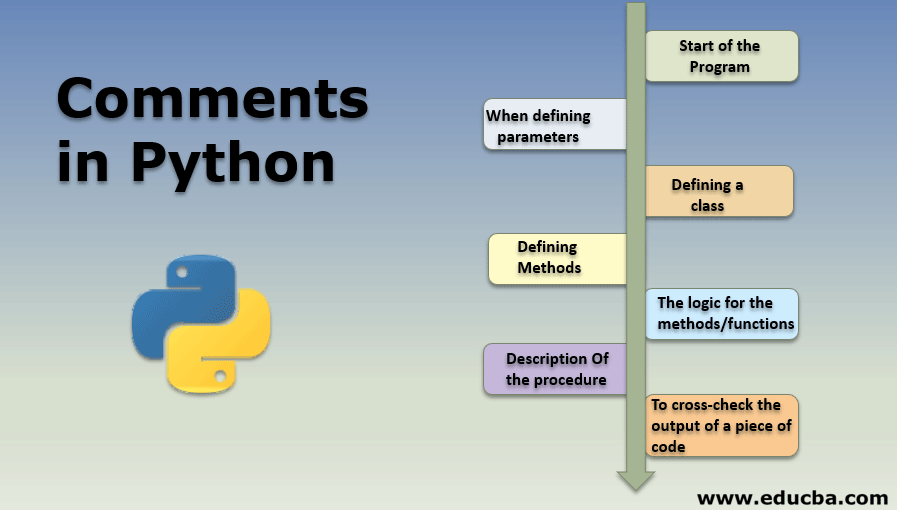 Comments
in Python
Start of the
Program
When defining
parameters
Defining a
class
Defining
Methods
The logic for the
methods/functions
Description Of
the procedure
To cross-check the
output of a piece of
code
www.educba.com